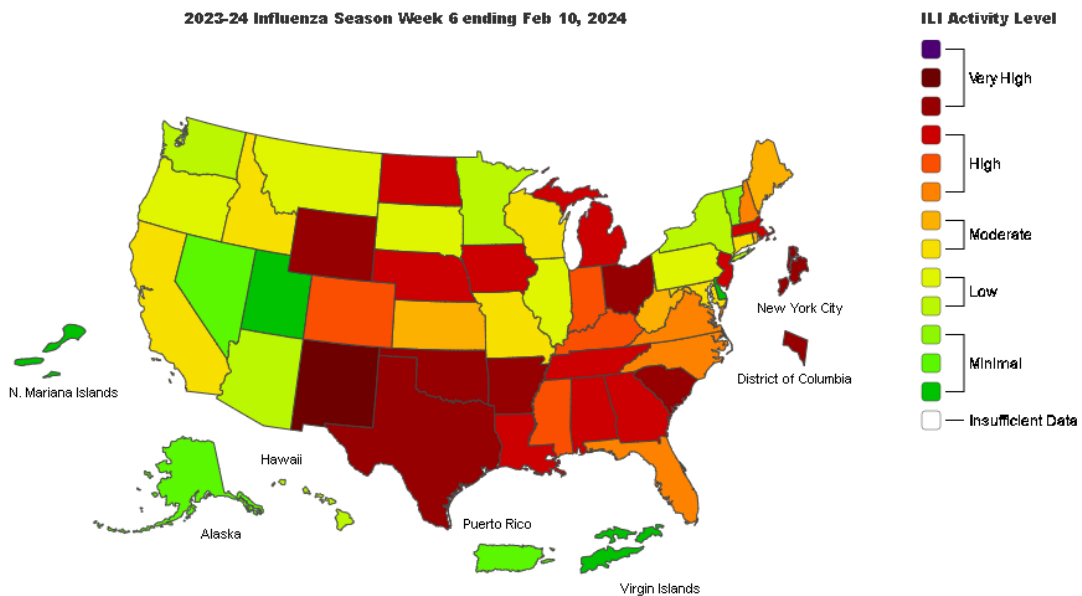 2023-24 Influenza Season Week 6 ending Feb 10, 2024
ILI Activity Level
Very High
High
Moderate
Low
Minimal
Insufficient Data
New York City
District of Columbia
N. Mariana Islands
Hawaii
Alaska
Puerto Rico
Virgin Islands